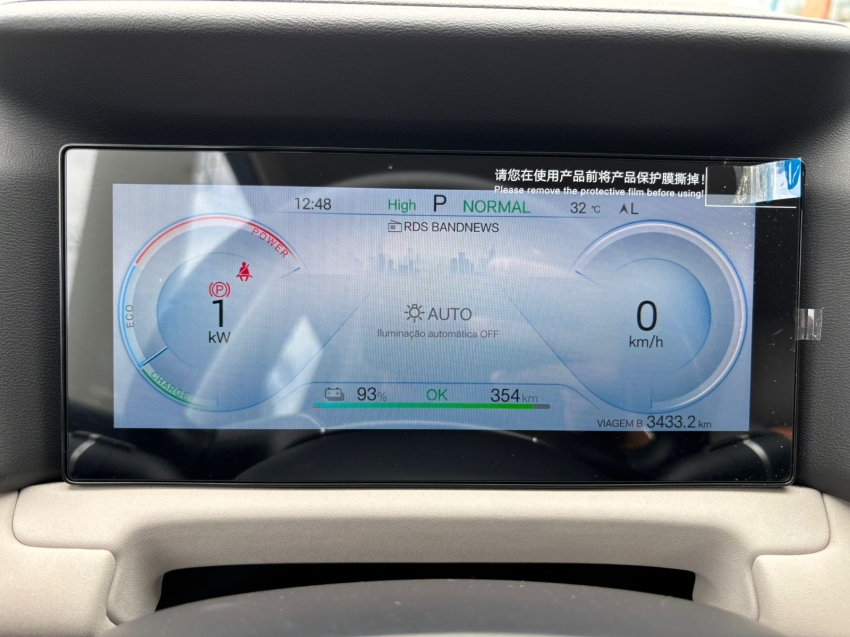 请您在使用产品前将产品保护膜撕掉!
Please remove the protective film before using!
12:48 High P NORMAL 32 °C L
RDS BANDNEWS
POWER
ECO
CHARGE
P
1
kW
AUTO
Iluminação automática OFF
0
km/h
93% OK 354km
VIAGEM B 3433.2 km